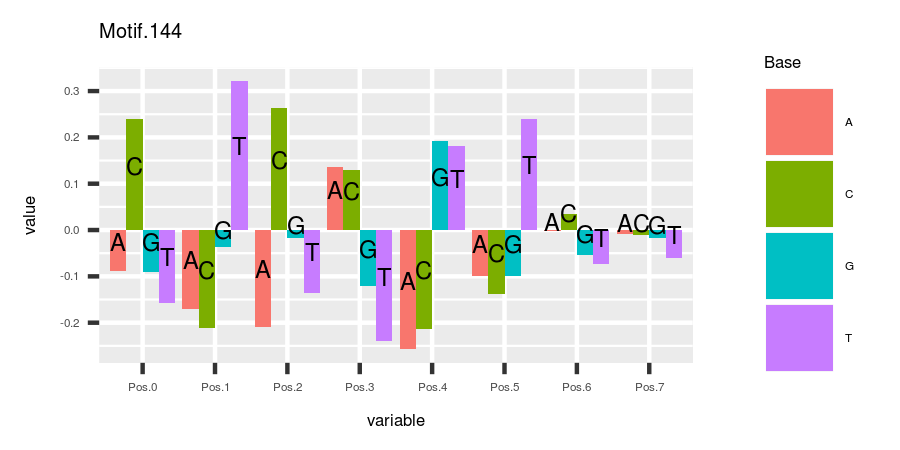 Motif.144
value
0.3
0.2
0.1
0.0
-0.1
-0.2
A C G T
A C G T
A C G T
A C G T
A C G T
A C G T
A C G T
A C G T
Pos.0 Pos.1 Pos.2 Pos.3 Pos.4 Pos.5 Pos.6 Pos.7
variable
Base
A
C
G
T